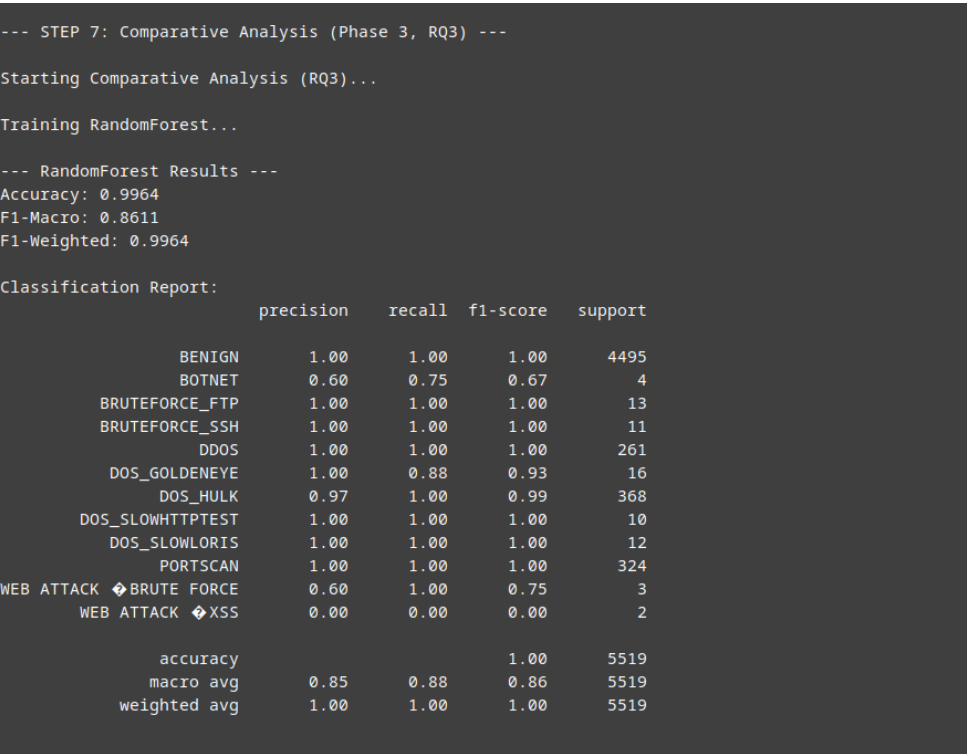 --- STEP 7: Comparative Analysis (Phase 3, RQ3) ---
Starting Comparative Analysis (RQ3)...
Training RandomForest...
--- RandomForest Results ---
Accuracy: 0.9964
F1-Macro: 0.8611
F1-Weighted: 0.9964
Classification Report:
precision recall f1-score support
BENIGN 1.00 1.00 1.00 4495
BOTNET 0.60 0.75 0.67 4
BRUTEFORCE_FTP 1.00 1.00 1.00 13
BRUTEFORCE_SSH 1.00 1.00 1.00 11
DDOS 1.00 1.00 1.00 261
DOS_GOLDENEYE 1.00 0.88 0.93 16
DOS_HULK 0.97 1.00 0.99 368
DOS_SLOWHTTPTEST 1.00 1.00 1.00 10
DOS_SLOWLORIS 1.00 1.00 1.00 12
PORTSCAN 1.00 1.00 1.00 324
WEB ATTACK �BRUTE FORCE 0.60 1.00 0.75 3
WEB ATTACK �XSS 0.00 0.00 0.00 2
accuracy 1.00 5519
macro avg 0.85 0.88 0.86 5519
weighted avg 1.00 1.00 1.00 5519